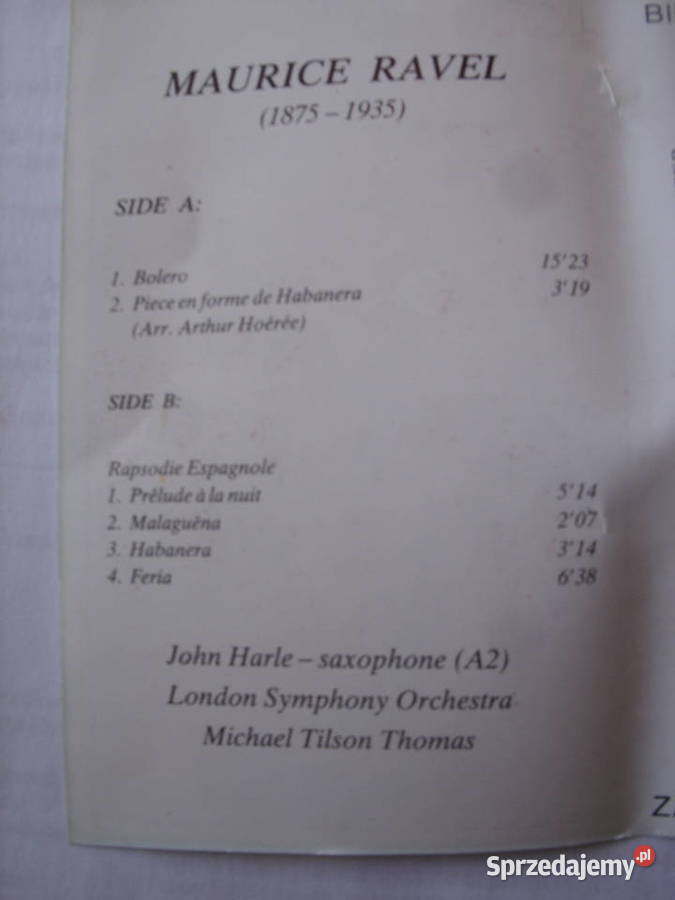 MAURICE RAVEL
(1875 – 1935)
SIDE A:
1. Bolero 15'23
2. Piece en forme de Habanera 3'19
(Arr. Arthur Hoérée)
SIDE B:
Rapsodie Espagnole
1. Prélude à la nuit 5'14
2. Malaguëna 2'07
3. Habanera 3'14
4. Feria 6'38
John Harle – saxophone (A2)
London Symphony Orchestra
Michael Tilson Thomas
Sprzedajemy.pl